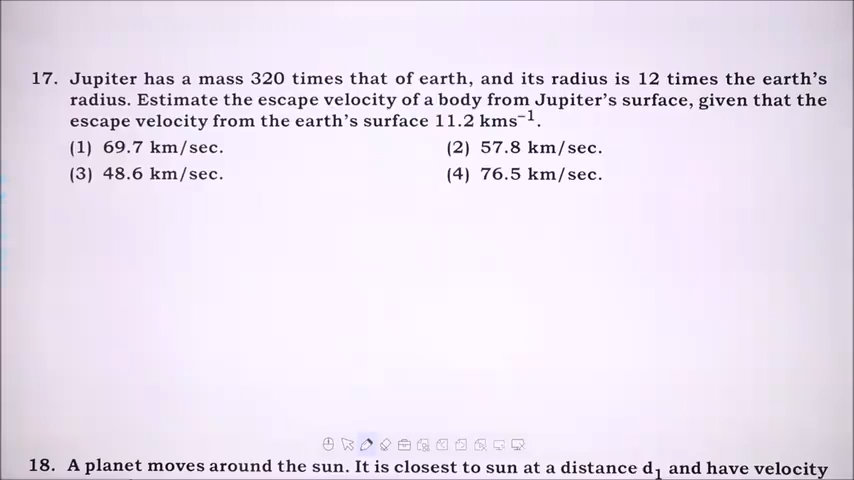 17. Jupiter has a mass 320 times that of earth, and its radius is 12 times the earth's
radius. Estimate the escape velocity of a body from Jupiter's surface, given that the
escape velocity from the earth's surface 11.2 kms⁻¹.
(1) 69.7 km/sec. (2) 57.8 km/sec.
(3) 48.6 km/sec. (4) 76.5 km/sec.
18. A planet moves around the sun. It is closest to sun at a distance d₁ and have velocity